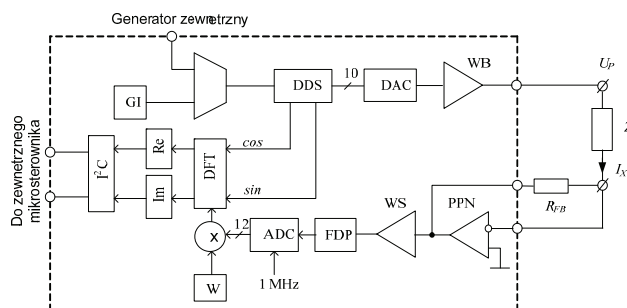 Generator zewnętrzny
WB
U_P
10
DDS
DAC
GI
Z
Do zewnetrznego
mikrosterownika
I²C
Re
Im
DFT
cos
sin
I_X
WS
PPN
R_FB
12
x
ADC
FDP
W
1 MHz